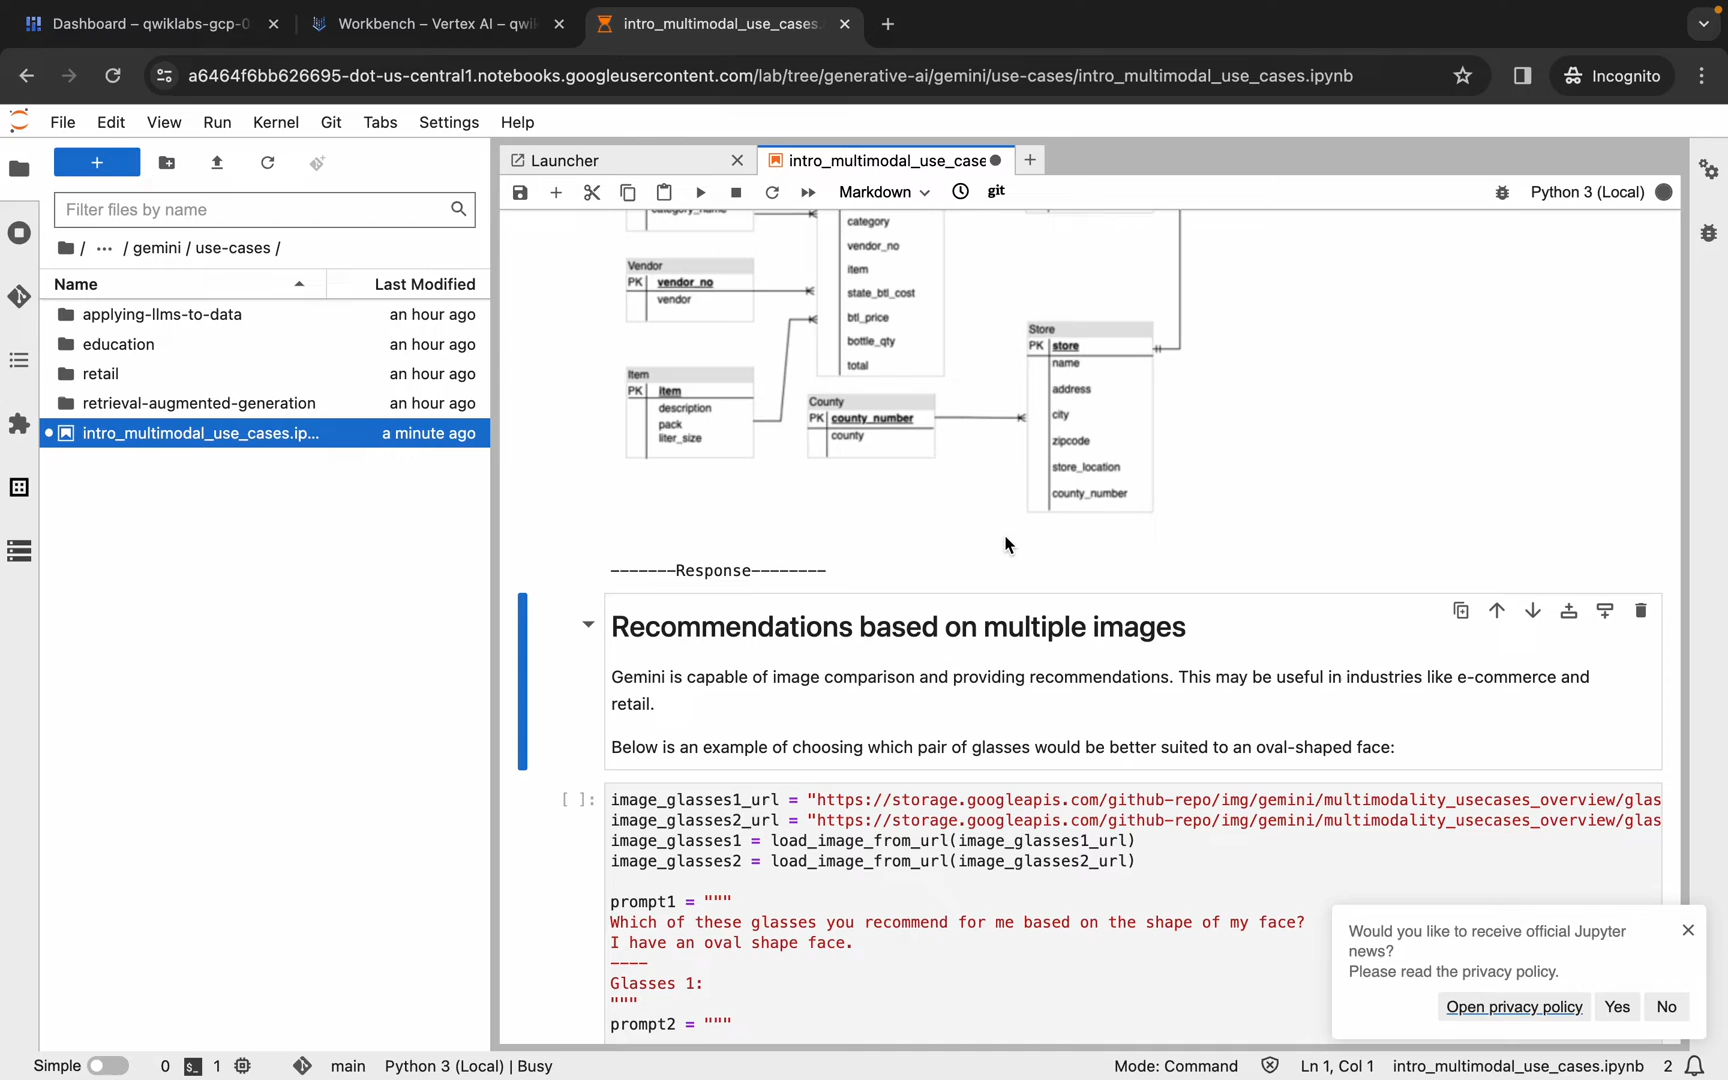 Dashboard – qwiklabs-gcp-0
Workbench – Vertex AI – qwi
intro_multimodal_use_cases.
a6464f6bb626695-dot-us-central1.notebooks.googleusercontent.com/lab/tree/generative-ai/gemini/use-cases/intro_multimodal_use_cases.ipynb
Incognito
File Edit View Run Kernel Git Tabs Settings Help
Launcher
intro_multimodal_use_case
Markdown
git
Python 3 (Local)
Filter files by name
/ ··· / gemini / use-cases /
Name Last Modified
applying-llms-to-data an hour ago
education an hour ago
retail an hour ago
retrieval-augmented-generation an hour ago
intro_multimodal_use_cases.ip... a minute ago
category_name
category
vendor_no
item
state_btl_cost
btl_price
bottle_qty
total
Vendor
PK vendor_no
vendor
Item
PK item
description
pack
liter_size
County
PK county_number
county
Store
PK store
name
address
city
zipcode
store_location
county_number
-------Response--------
Recommendations based on multiple images
Gemini is capable of image comparison and providing recommendations. This may be useful in industries like e-commerce and
retail.
Below is an example of choosing which pair of glasses would be better suited to an oval-shaped face:
[ ]:
image_glasses1_url = "https://storage.googleapis.com/github-repo/img/gemini/multimodality_usecases_overview/glas
image_glasses2_url = "https://storage.googleapis.com/github-repo/img/gemini/multimodality_usecases_overview/glas
image_glasses1 = load_image_from_url(image_glasses1_url)
image_glasses2 = load_image_from_url(image_glasses2_url)
prompt1 = """
Which of these glasses you recommend for me based on the shape of my face?
I have an oval shape face.
----
Glasses 1:
"""
prompt2 = """
Would you like to receive official Jupyter
news?
Please read the privacy policy.
Open privacy policy Yes No
Simple 0 1 main Python 3 (Local) | Busy Mode: Command Ln 1, Col 1 intro_multimodal_use_cases.ipynb 2